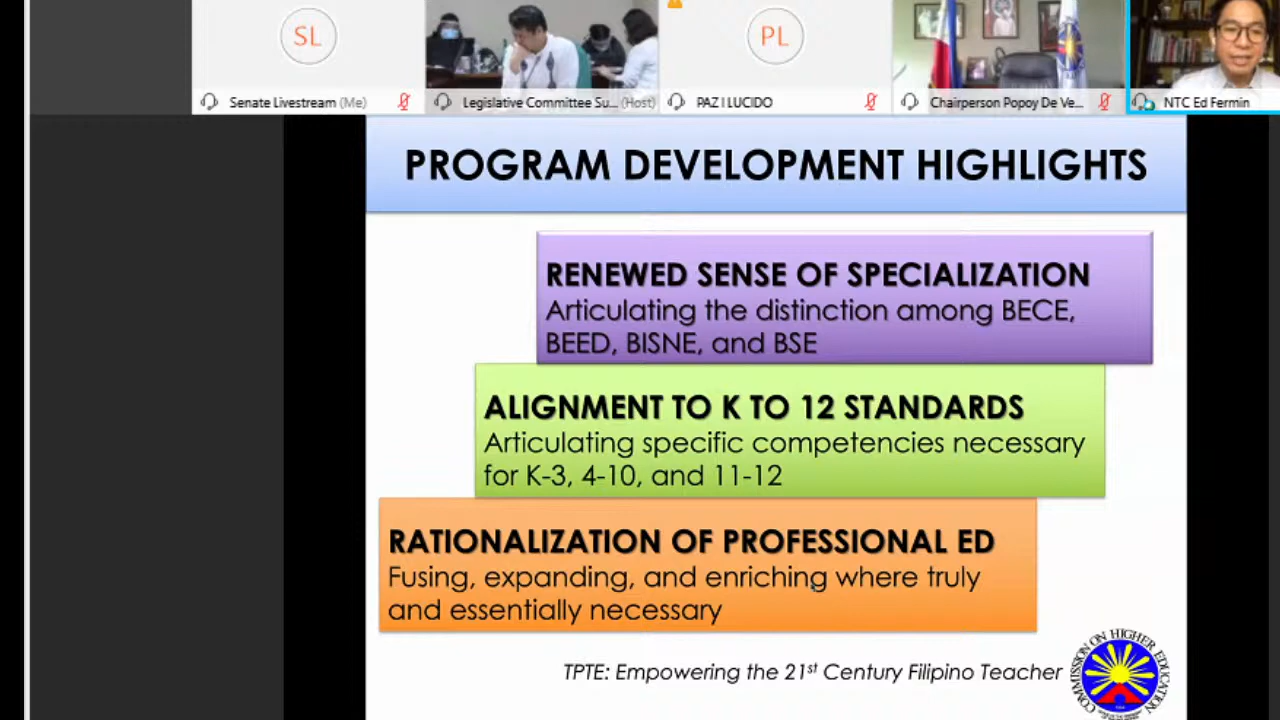 SL
PL
Senate Livestream (Me)
Legislative Committee Su... (Host)
PAZ I LUCIDO
Chairperson Popoy De Ve...
NTC Ed Fermin
PROGRAM DEVELOPMENT HIGHLIGHTS
RENEWED SENSE OF SPECIALIZATION
Articulating the distinction among BECE,
BEED, BISNE, and BSE
ALIGNMENT TO K TO 12 STANDARDS
Articulating specific competencies necessary
for K-3, 4-10, and 11-12
RATIONALIZATION OF PROFESSIONAL ED
Fusing, expanding, and enriching where truly
and essentially necessary
TPTE: Empowering the 21st Century Filipino Teacher
COMMISSION ON HIGHER EDUCATION